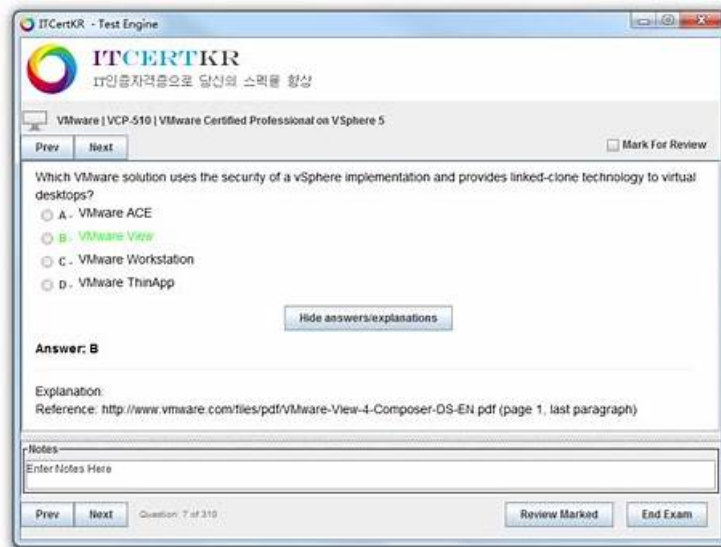 ITCertKR - Test Engine
ITCERTKR
IT인증자격증으로 당신의 스펙을 향상
VMware | VCP-510 | VMware Certified Professional on VSphere 5
Prev Next Mark For Review
Which VMware solution uses the security of a vSphere implementation and provides linked-clone technology to virtual
desktops?
A. VMware ACE
B. VMware View
C. VMware Workstation
D. VMware ThinApp
Hide answers/explanations
Answer: B
Explanation:
Reference: http://www.vmware.com/files/pdf/VMware-View-4-Composer-DS-EN.pdf (page 1, last paragraph)
Notes
Enter Notes Here
Prev Next Question: 7 of 310 Review Marked End Exam